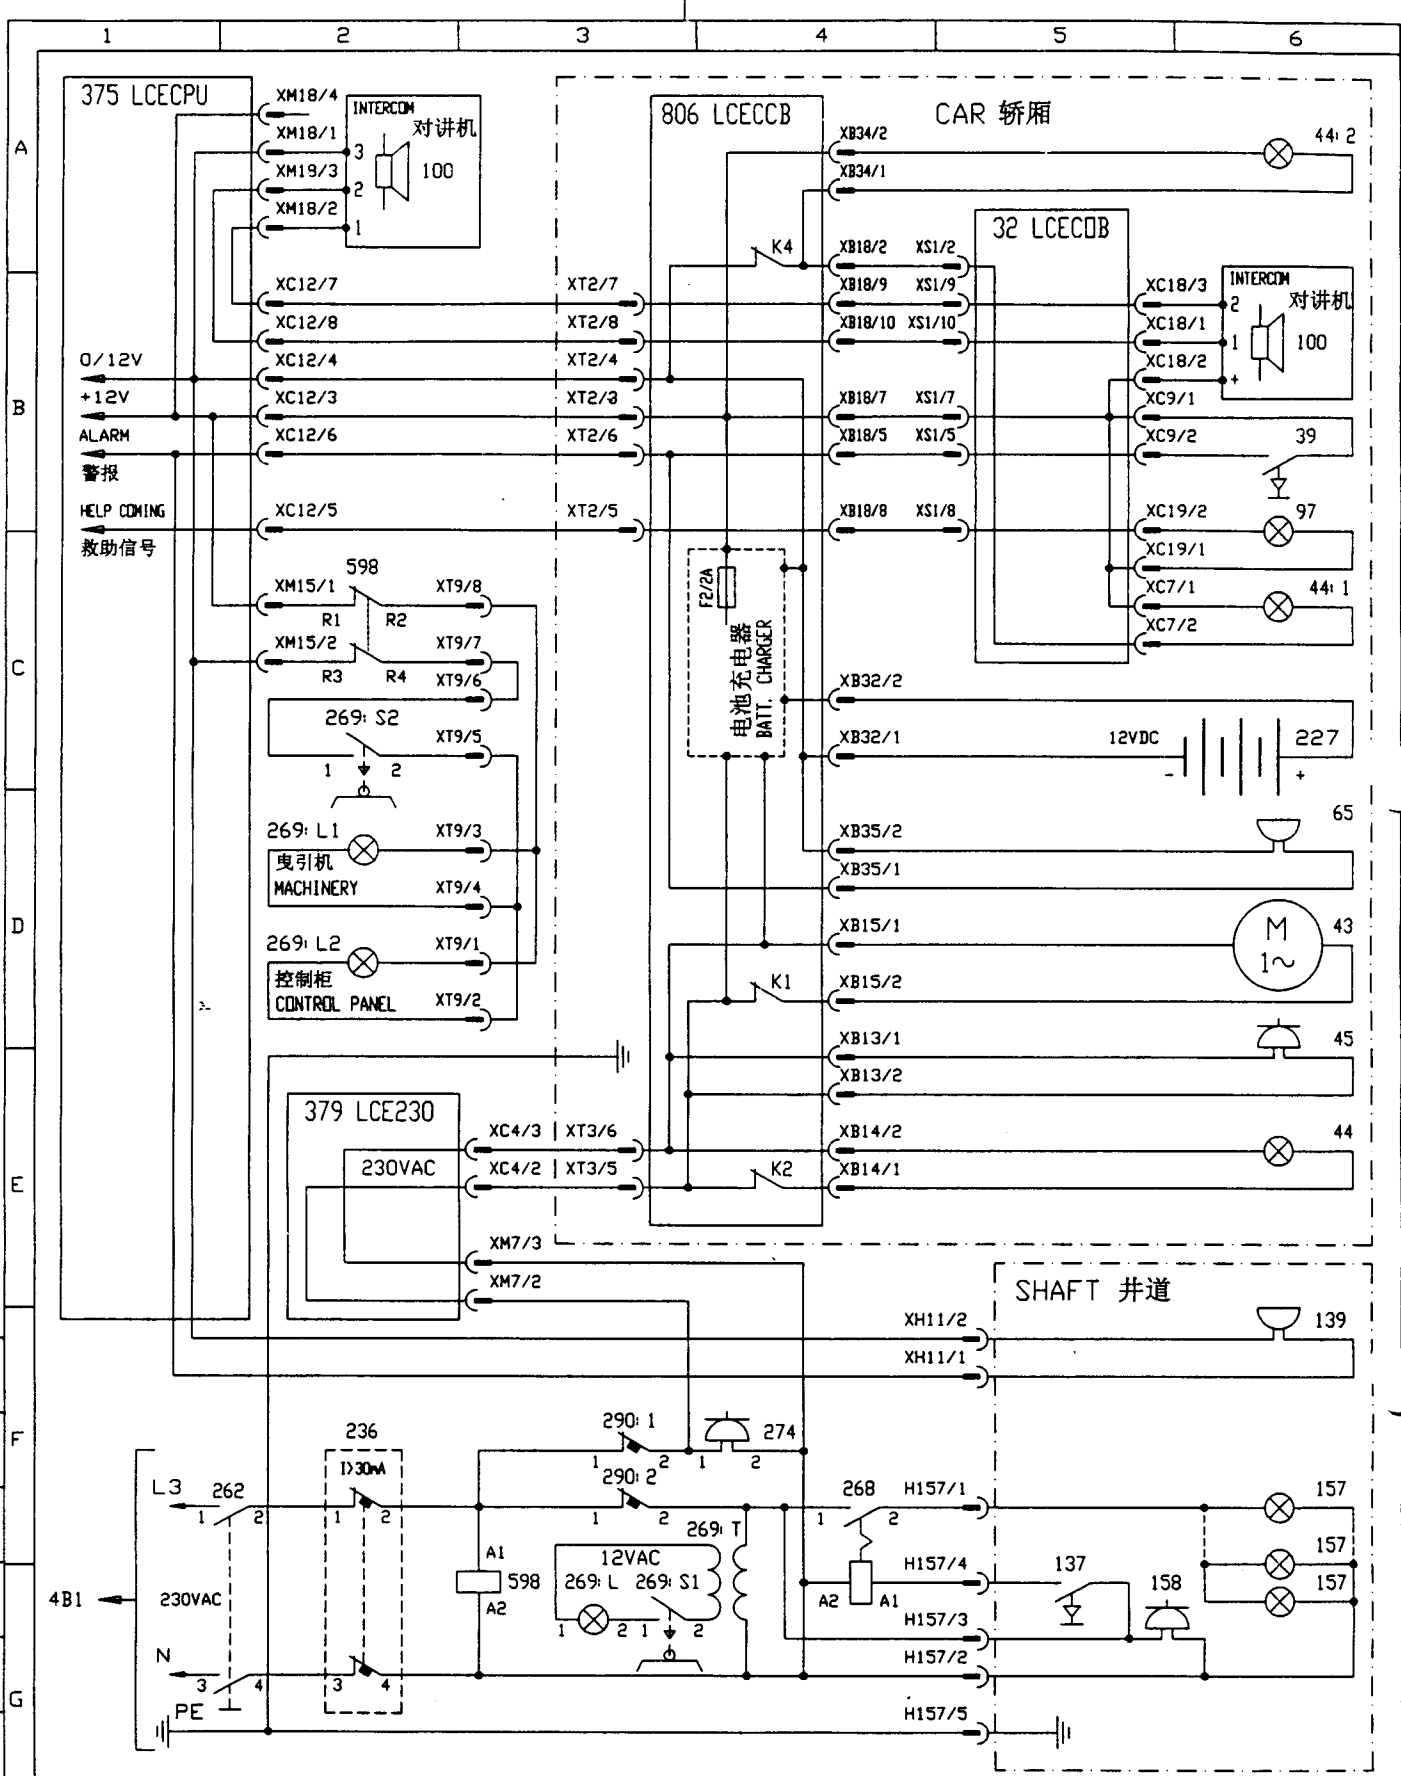 1 2 3 4 5 6
A
B
C
D
E
F
G
375 LCECPU
XM18/4
XM18/1
XM19/3
XM18/2
INTERCOM
对讲机
3
2
1
100
XC12/7
XC12/8
XC12/4
XC12/3
XC12/6
XC12/5
0/12V
+12V
ALARM
警报
HELP COMING
救助信号
XT2/7
XT2/8
XT2/4
XT2/3
XT2/6
XT2/5
806 LCECCB
CAR 轿厢
XB34/2
XB34/1
44:2
K4
XB18/2 XS1/2
XB18/9 XS1/9
XB18/10 XS1/10
XB18/7 XS1/7
XB18/5 XS1/5
XB18/8 XS1/8
32 LCECOB
XC18/3
XC18/1
XC18/2
XC9/1
XC9/2
XC19/2
XC19/1
XC7/1
XC7/2
INTERCOM
对讲机
2
1
+
100
39
97
44:1
598
XM15/1
R1 R2
XT9/8
XM15/2
R3 R4
XT9/7
XT9/6
269:S2
1 2
XT9/5
269:L1
曳引机
MACHINERY
XT9/3
XT9/4
269:L2
控制柜
CONTROL PANEL
XT9/1
XT9/2
F2/2A
电池充电器
BATT. CHARGER
XB32/2
XB32/1
12VDC
-
+
227
XB35/2
XB35/1
65
XB15/1
M
1~
43
K1
XB15/2
XB13/1
XB13/2
45
XB14/2
XB14/1
44
K2
379 LCE230
230VAC
XC4/3 XT3/6
XC4/2 XT3/5
XM7/3
XM7/2
SHAFT 井道
XH11/2
XH11/1
139
236
I>30mA
L3
262
1 2
1 2
290:1
1 2
274
1 2
290:2
1 2
269:T
268
1 2
H157/1
157
157
157
12VAC
269:L 269:S1
1 2 1 2
A1
598
A2
A2 A1
H157/4
137
158
H157/3
H157/2
H157/5
4B1
230VAC
N
3 4
3 4
PE